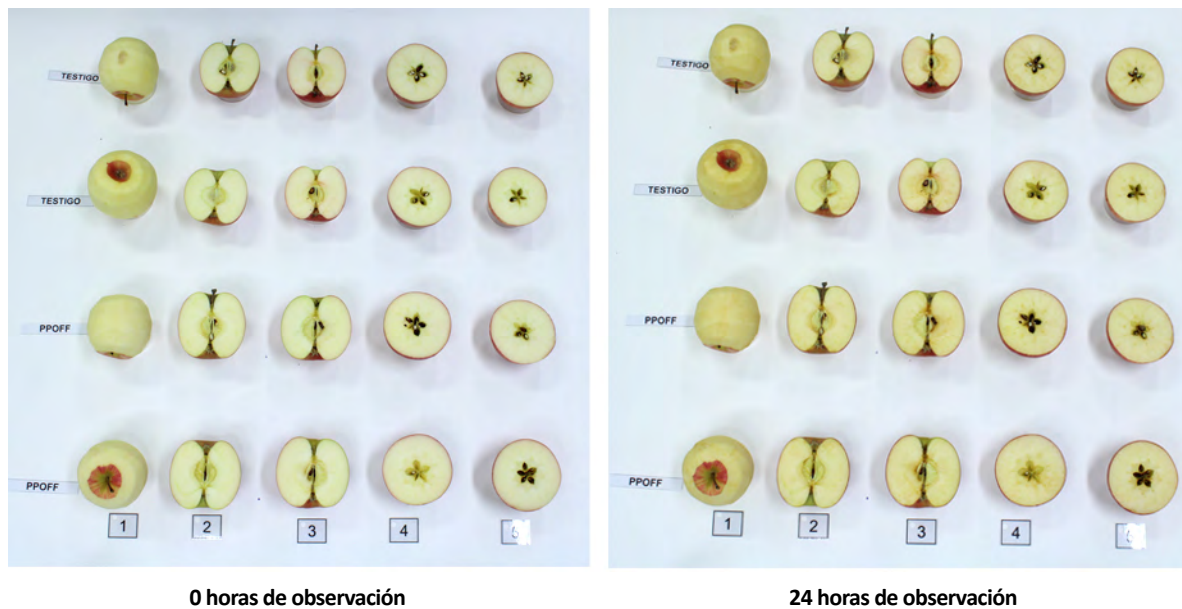 TESTIGO
TESTIGO
PPOFF
PPOFF
1 2 3 4
TESTIGO
TESTIGO
PPOFF
PPOFF
1 2 3 4
0 horas de observación
24 horas de observación